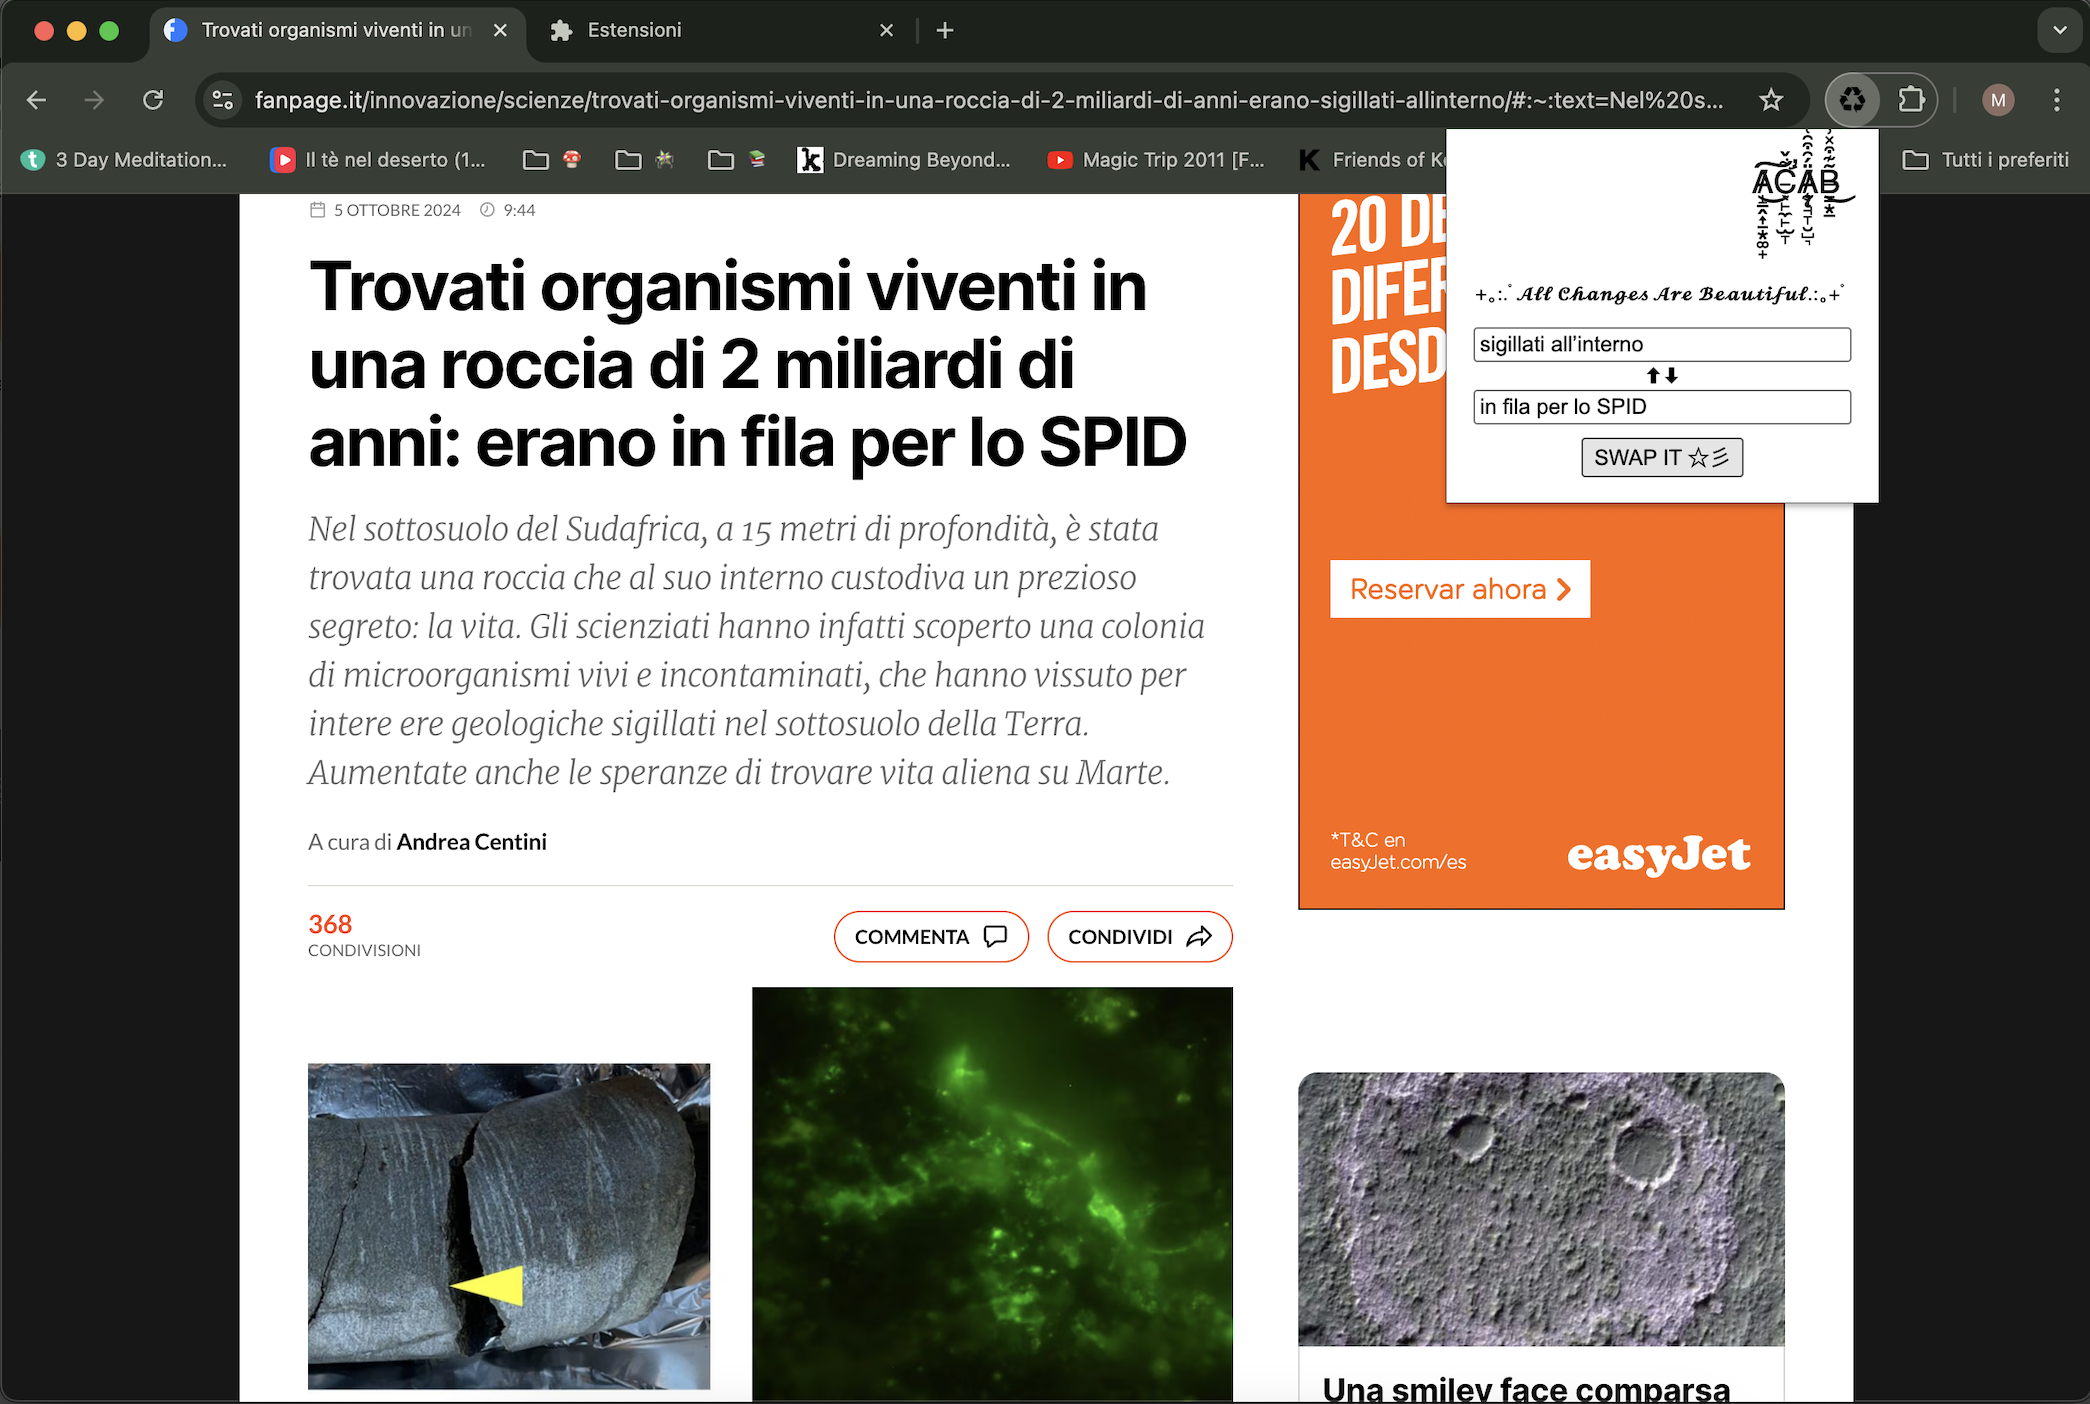 Trovati organismi viventi in un
Estensioni
fanpage.it/innovazione/scienze/trovati-organismi-viventi-in-una-roccia-di-2-miliardi-di-anni-erano-sigillati-allinterno/#:~:text=Nel%20s...
M
3 Day Meditation...
Il tè nel deserto (1...
Dreaming Beyond...
Magic Trip 2011 [F...
Friends of Ke
Tutti i preferiti
ACAB
+｡:.ﾟAll Changes Are Beautiful.:｡+ﾟ
sigillati all'interno
⬆⬇
in fila per lo SPID
SWAP IT ☆彡
5 OTTOBRE 2024 9:44
Trovati organismi viventi in
una roccia di 2 miliardi di
anni: erano in fila per lo SPID
Nel sottosuolo del Sudafrica, a 15 metri di profondità, è stata
trovata una roccia che al suo interno custodiva un prezioso
segreto: la vita. Gli scienziati hanno infatti scoperto una colonia
di microorganismi vivi e incontaminati, che hanno vissuto per
intere ere geologiche sigillati nel sottosuolo della Terra.
Aumentate anche le speranze di trovare vita aliena su Marte.
A cura di Andrea Centini
368
CONDIVISIONI
COMMENTA
CONDIVIDI
20 DE
DIFER
DESD
Reservar ahora
*T&C en
easyJet.com/es
easyJet
Una smiley face comparsa